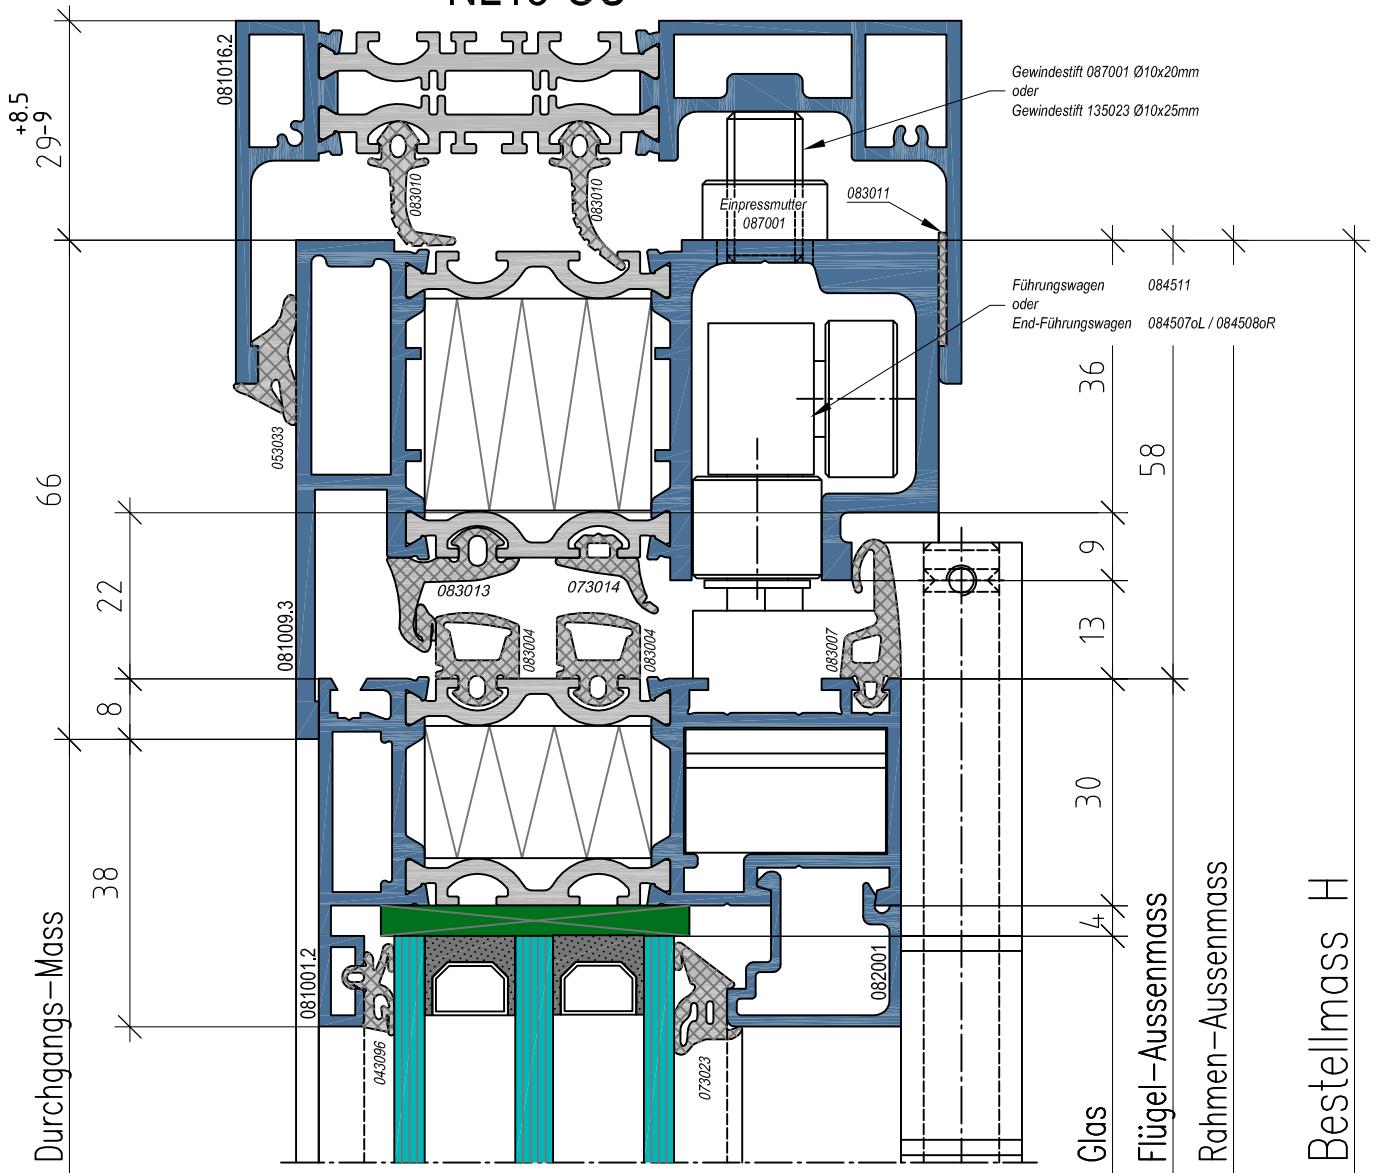 081016.2
+8.5
29-9
Gewindestift 087001 Ø10x20mm
oder
Gewindestift 135023 Ø10x25mm
083010
083010
Einpressmutter
087001
083011
Führungswagen 084511
oder
End-Führungswagen 084507oL / 084508oR
053033
66
36
58
9
22
083013
073014
13
081009.3
083004
083004
083007
8
30
38
4
081001.2
082001
043096
073023
Durchgangs-Mass
Glas
Flügel-Aussenmass
Rahmen-Aussenmass
Bestellmass H